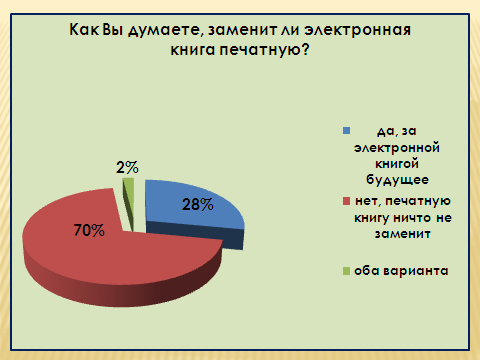 Как Вы думаете, заменит ли электронная
книга печатную?
2%
28%
70%
да, за
электронной
книгой
будущее
нет, печатную
книгу ничто не
заменит
оба варианта